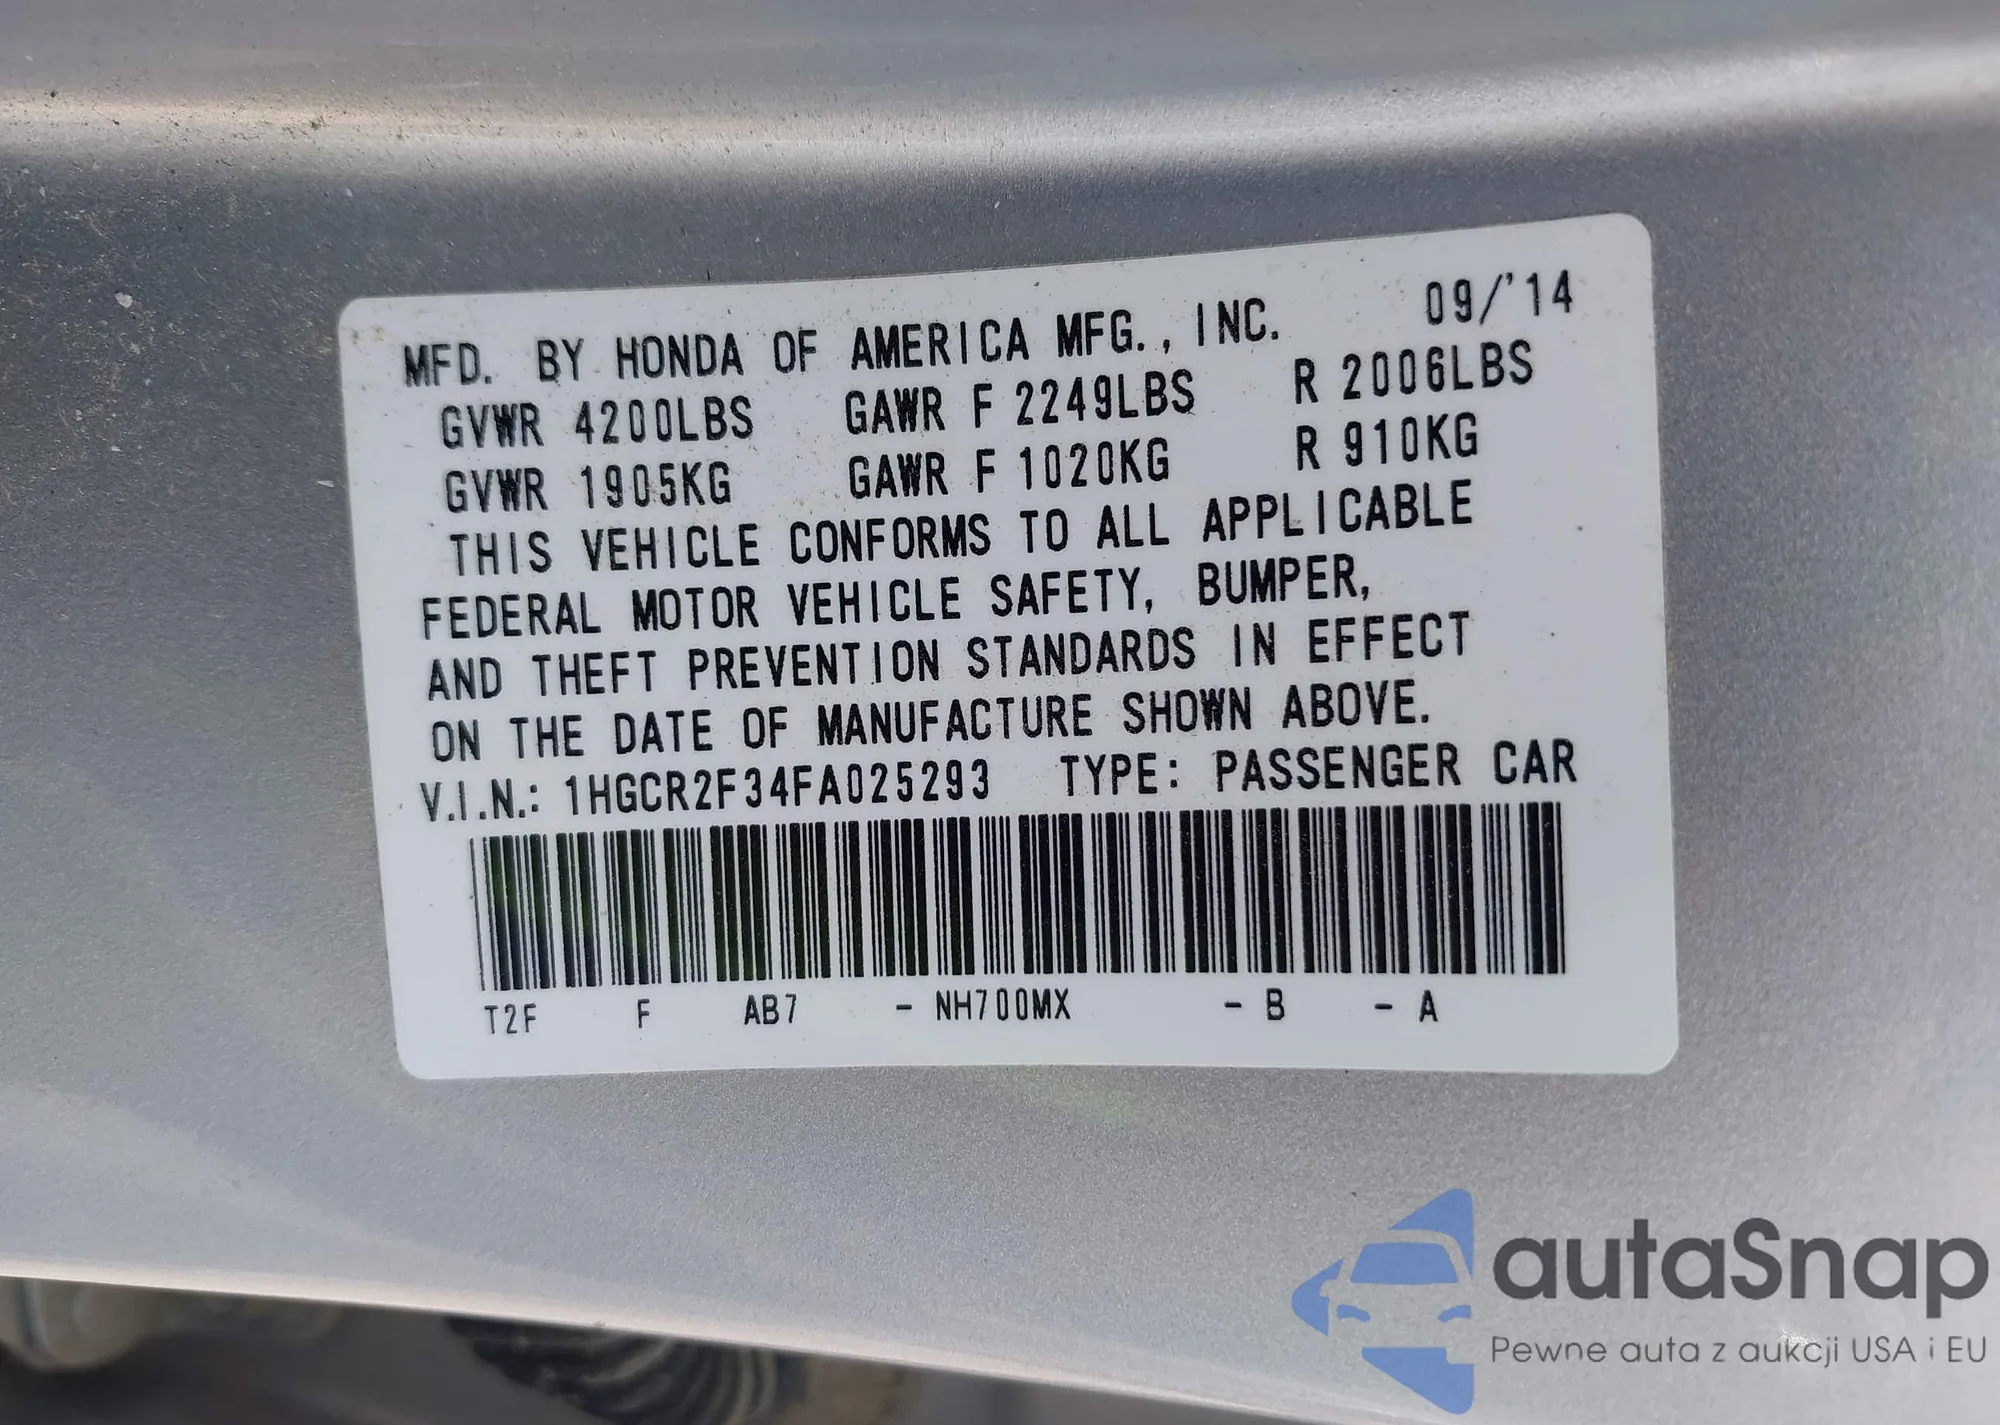 MFD. BY HONDA OF AMERICA MFG., INC. 09/'14
GVWR 4200LBS GAWR F 2249LBS R 2006LBS
GVWR 1905KG GAWR F 1020KG R 910KG
THIS VEHICLE CONFORMS TO ALL APPLICABLE
FEDERAL MOTOR VEHICLE SAFETY, BUMPER,
AND THEFT PREVENTION STANDARDS IN EFFECT
ON THE DATE OF MANUFACTURE SHOWN ABOVE.
V.I.N.: 1HGCR2F34FA025293 TYPE: PASSENGER CAR
T2F F AB7 - NH700MX - B - A
autaSnap
Pewne auta z aukcji USA i EU